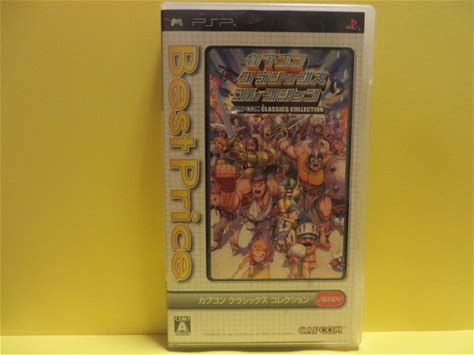 PSP
Best Price
カプコン
クラシックス
コレクション
CAPCOM CLASSICS COLLECTION
カプコン クラシックス コレクション
CERO
A
CAPCOM